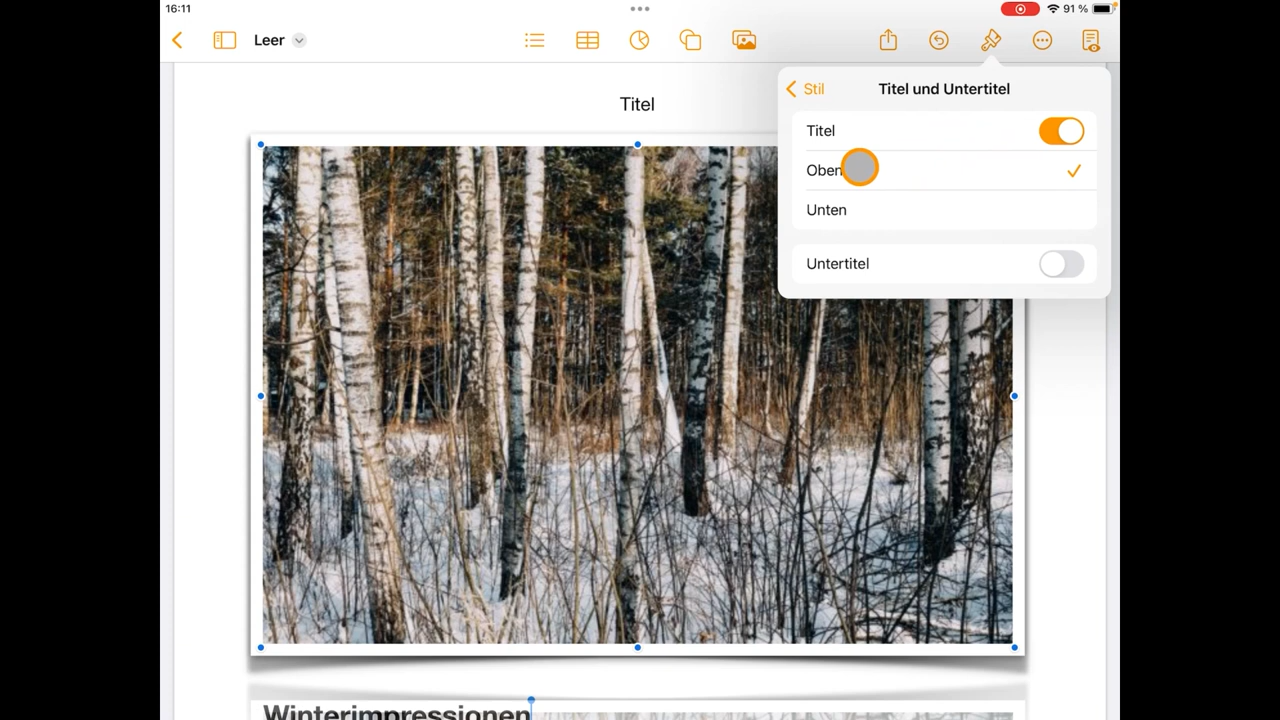 16:11
91 %
Leer
Stil
Titel und Untertitel
Titel
Titel
Oben
Unten
Untertitel
Winterimpressionen